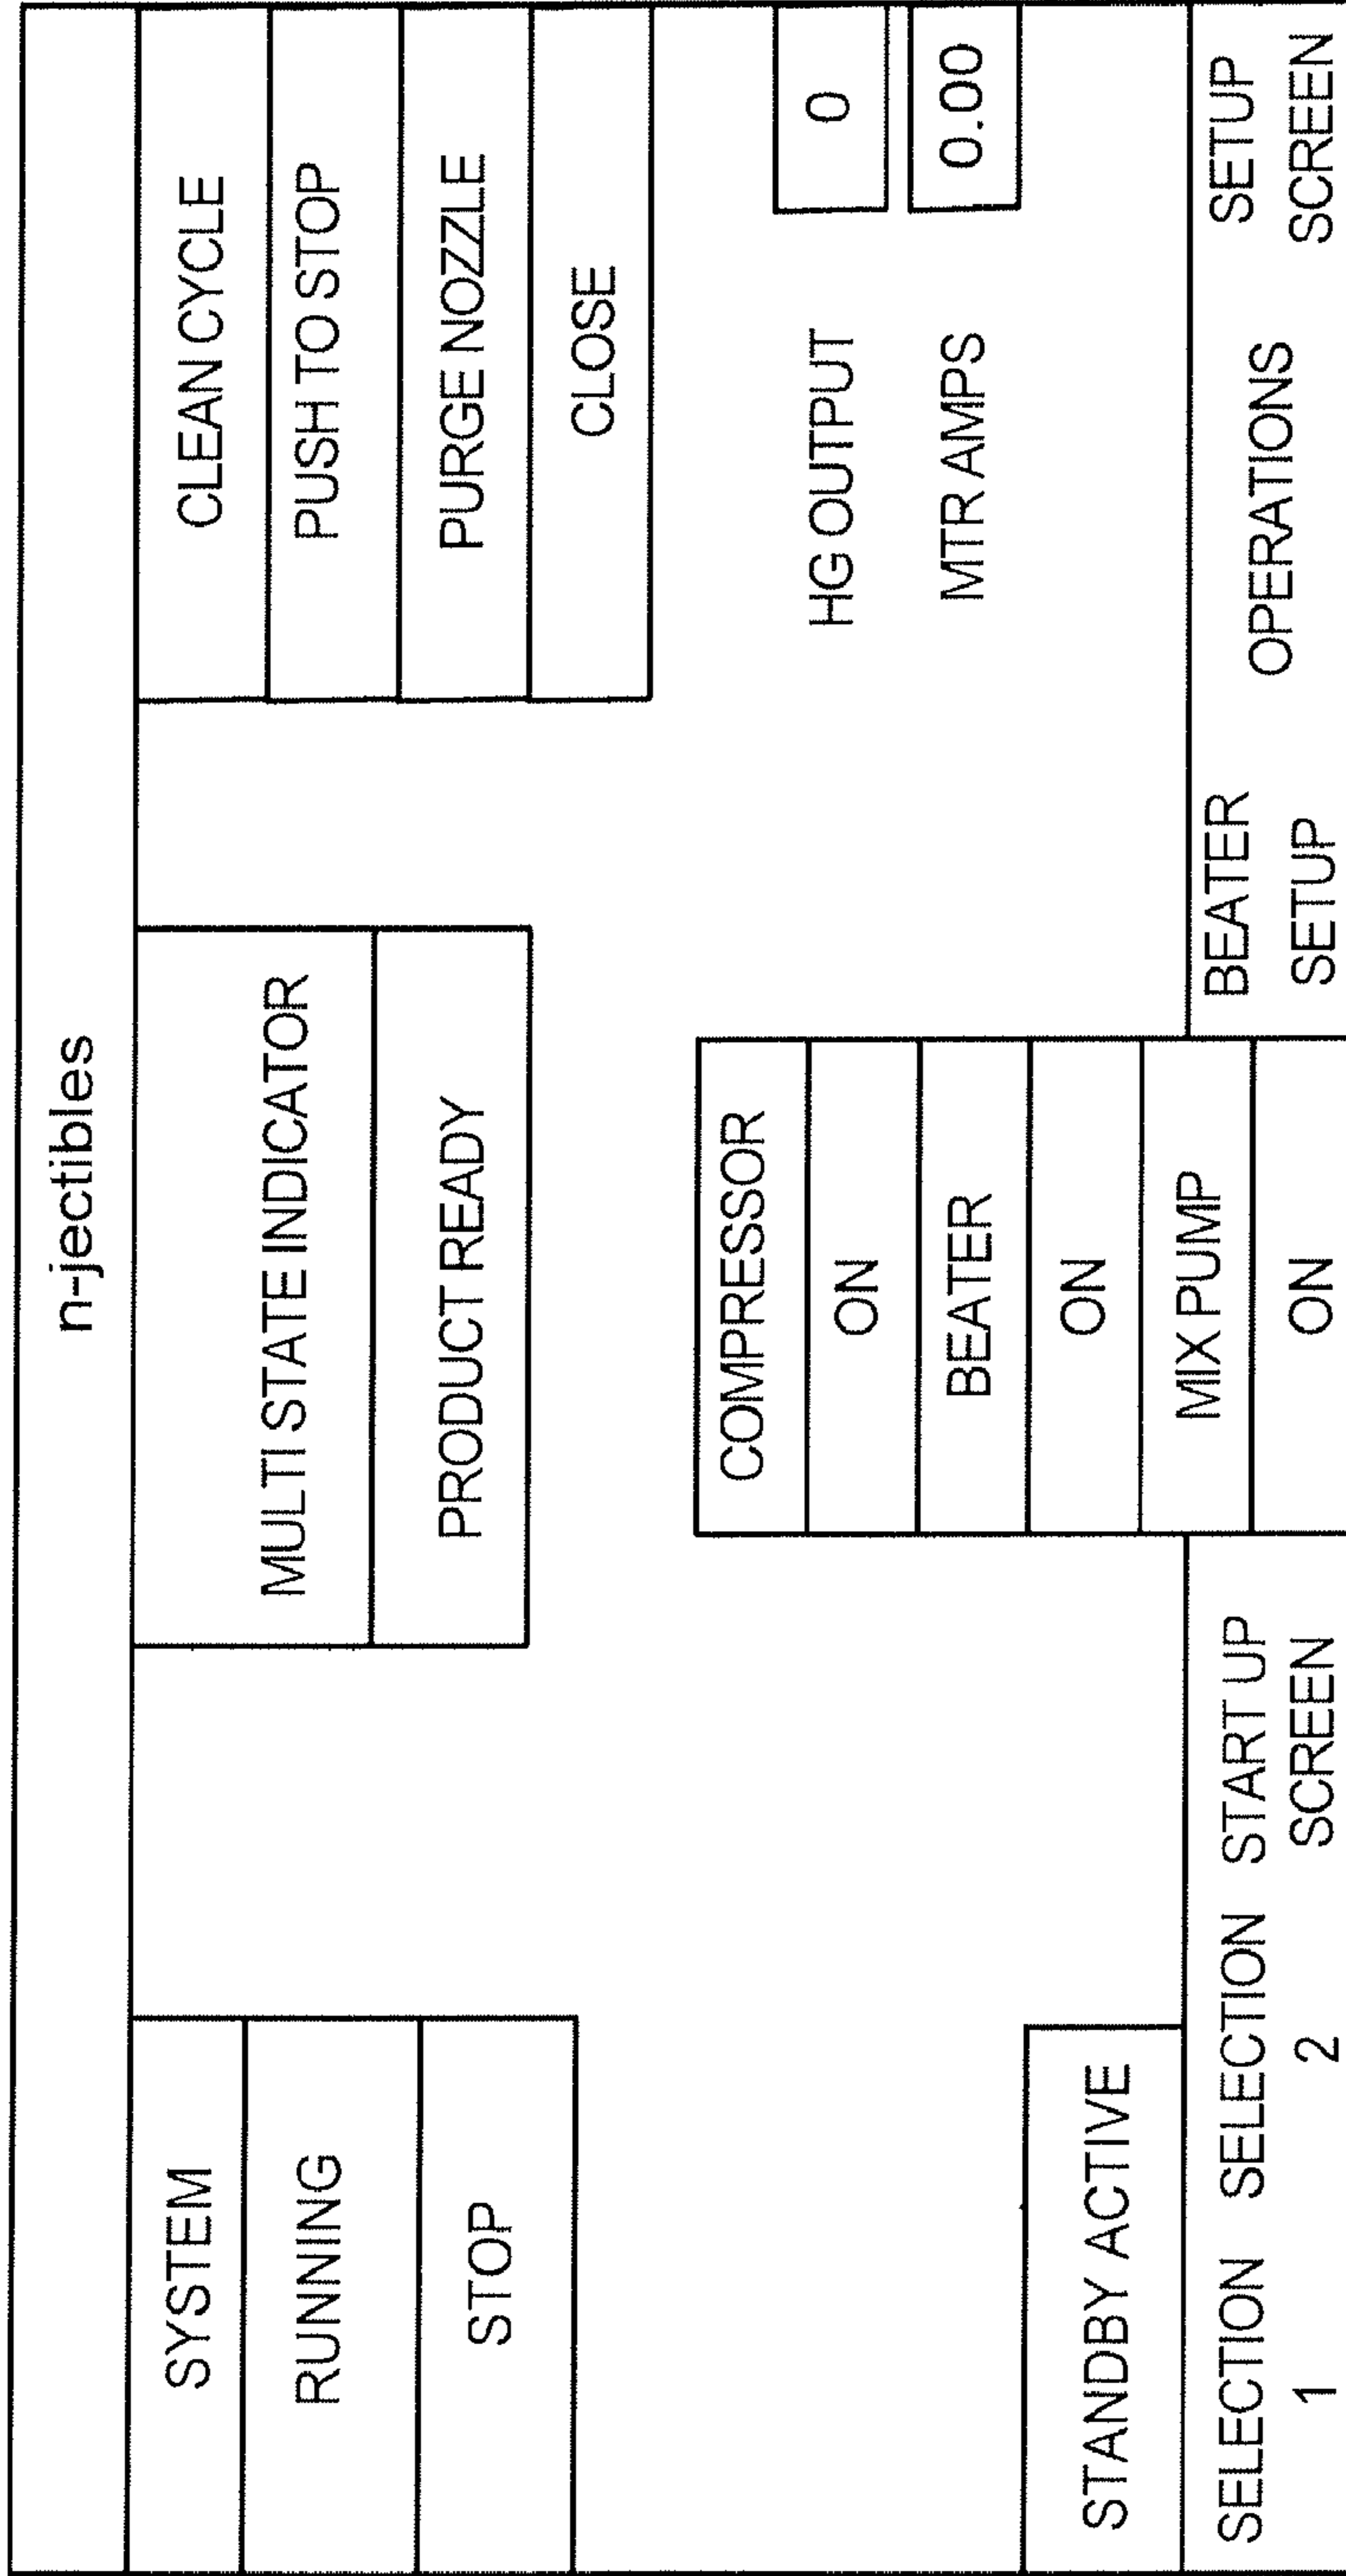 n-jectibles
SYSTEM
RUNNING
STOP
MULTI STATE INDICATOR
PRODUCT READY
CLEAN CYCLE
PUSH TO STOP
PURGE NOZZLE
CLOSE
COMPRESSOR
ON
BEATER
ON
MIX PUMP
ON
HG OUTPUT 0
MTR AMPS 0.00
STANDBY ACTIVE
SELECTION
1
SELECTION
2
START UP
SCREEN
BEATER
SETUP
OPERATIONS
SETUP
SCREEN